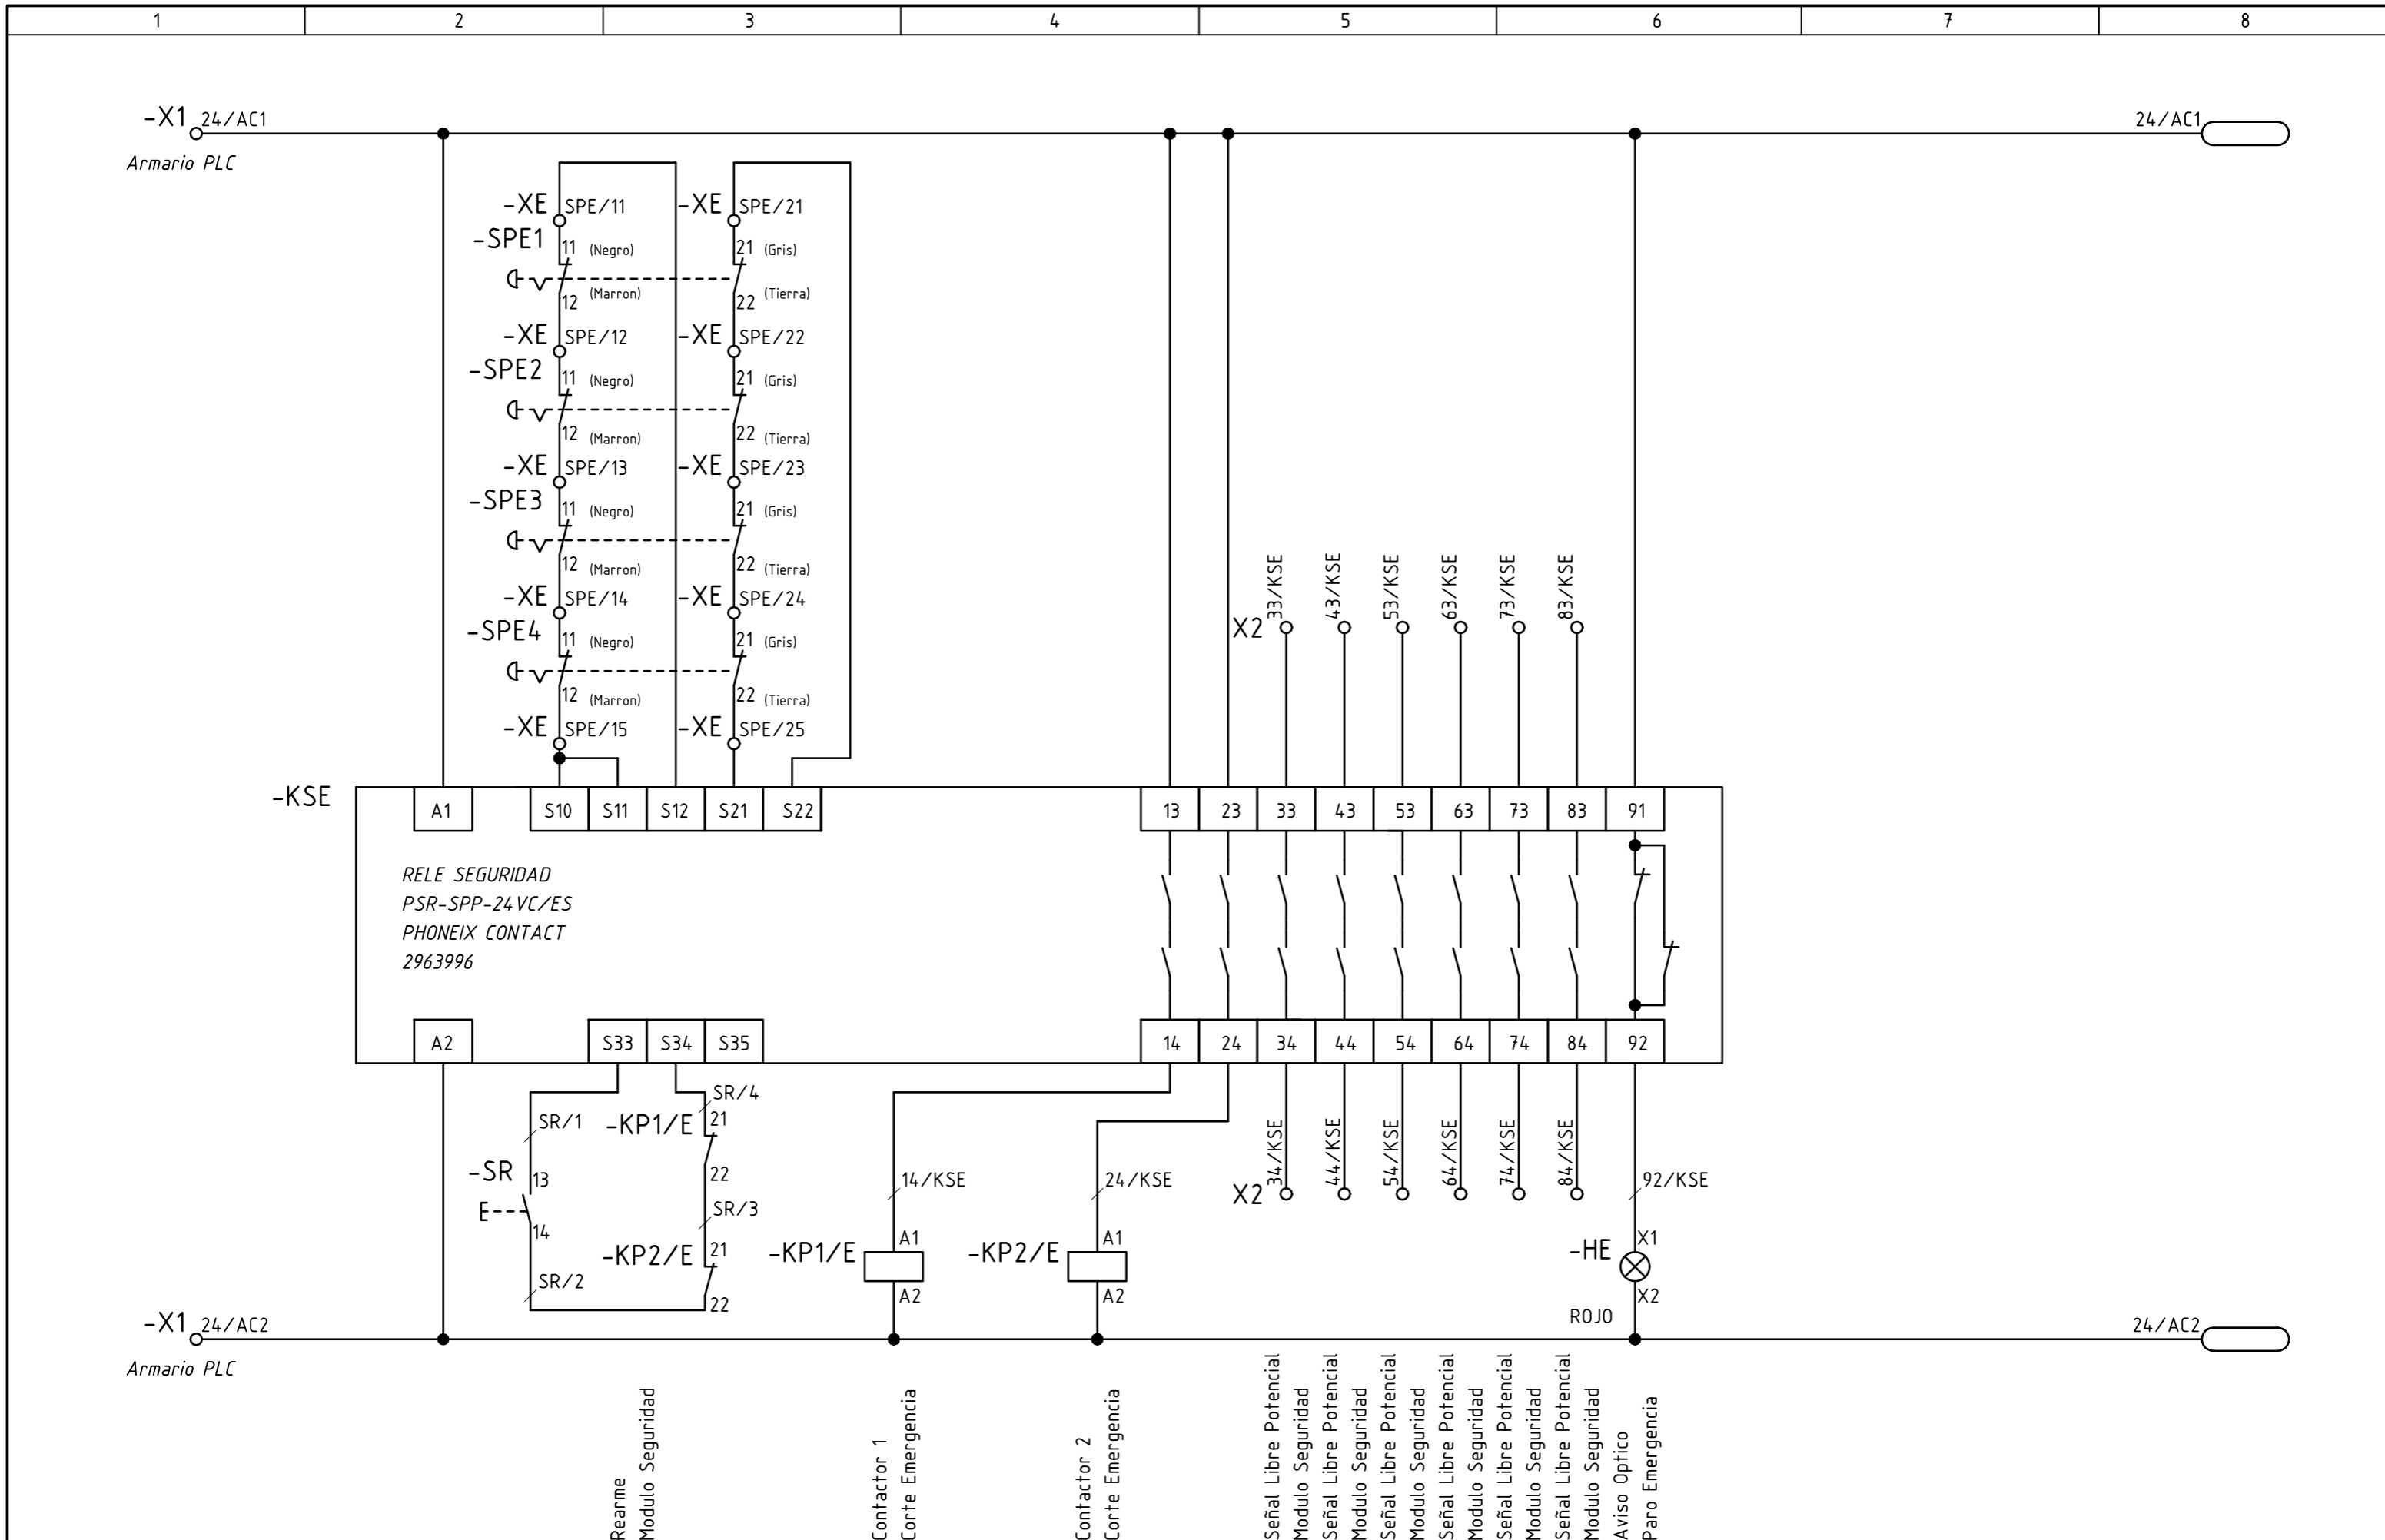 1 2 3 4 5 6 7 8
-X1 24/AC1
24/AC1
Armario PLC
-XE SPE/11
-XE SPE/21
-SPE1
11 (Negro)
21 (Gris)
12 (Marron)
22 (Tierra)
-XE SPE/12
-XE SPE/22
-SPE2
11 (Negro)
21 (Gris)
12 (Marron)
22 (Tierra)
-XE SPE/13
-XE SPE/23
-SPE3
11 (Negro)
21 (Gris)
12 (Marron)
22 (Tierra)
-XE SPE/14
-XE SPE/24
-SPE4
11 (Negro)
21 (Gris)
12 (Marron)
22 (Tierra)
-XE SPE/15
-XE SPE/25
X2
33/KSE
43/KSE
53/KSE
63/KSE
73/KSE
83/KSE
-KSE
A1 S10 S11 S12 S21 S22 13 23 33 43 53 63 73 83 91
RELE SEGURIDAD
PSR-SPP-24VC/ES
PHONEIX CONTACT
2963996
A2 S33 S34 S35 14 24 34 44 54 64 74 84 92
SR/1
SR/4
-KP1/E
21
22
-SR
13
14
SR/3
-KP2/E
21
22
SR/2
14/KSE
-KP1/E
A1
A2
24/KSE
-KP2/E
A1
A2
X2
34/KSE
44/KSE
54/KSE
64/KSE
74/KSE
84/KSE
92/KSE
-HE
X1
X2
ROJO
-X1 24/AC2
24/AC2
Armario PLC
Rearme
Modulo Seguridad
Contactor 1
Corte Emergencia
Contactor 2
Corte Emergencia
Señal Libre Potencial
Modulo Seguridad
Señal Libre Potencial
Modulo Seguridad
Señal Libre Potencial
Modulo Seguridad
Señal Libre Potencial
Modulo Seguridad
Señal Libre Potencial
Modulo Seguridad
Señal Libre Potencial
Modulo Seguridad
Aviso Optico
Paro Emergencia